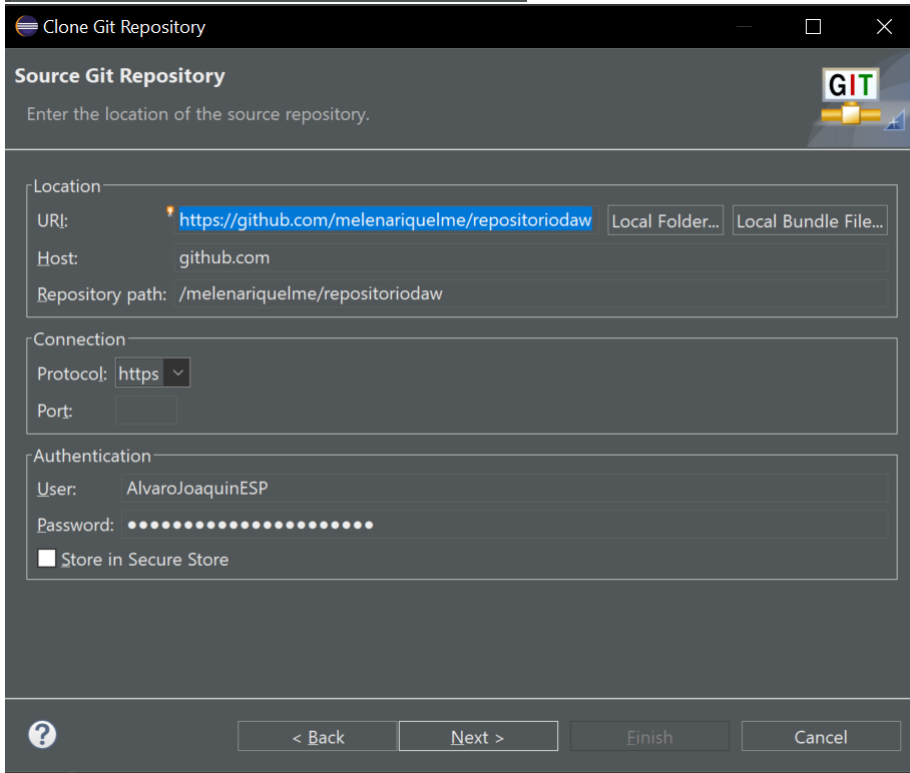 Clone Git Repository
Source Git Repository
Enter the location of the source repository.
GIT
Location
URI: https://github.com/melenariquelme/repositoriodaw Local Folder... Local Bundle File...
Host: github.com
Repository path: /melenariquelme/repositoriodaw
Connection
Protocol: https
Port:
Authentication
User: AlvaroJoaquinESP
Password: ••••••••••••••••••••••
Store in Secure Store
? < Back Next > Finish Cancel